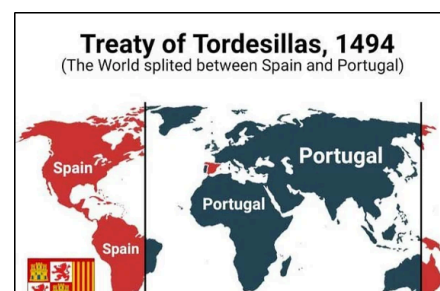 Treaty of Tordesillas, 1494
(The World splited between Spain and Portugal)
Spain
Portugal
Portugal
Spain